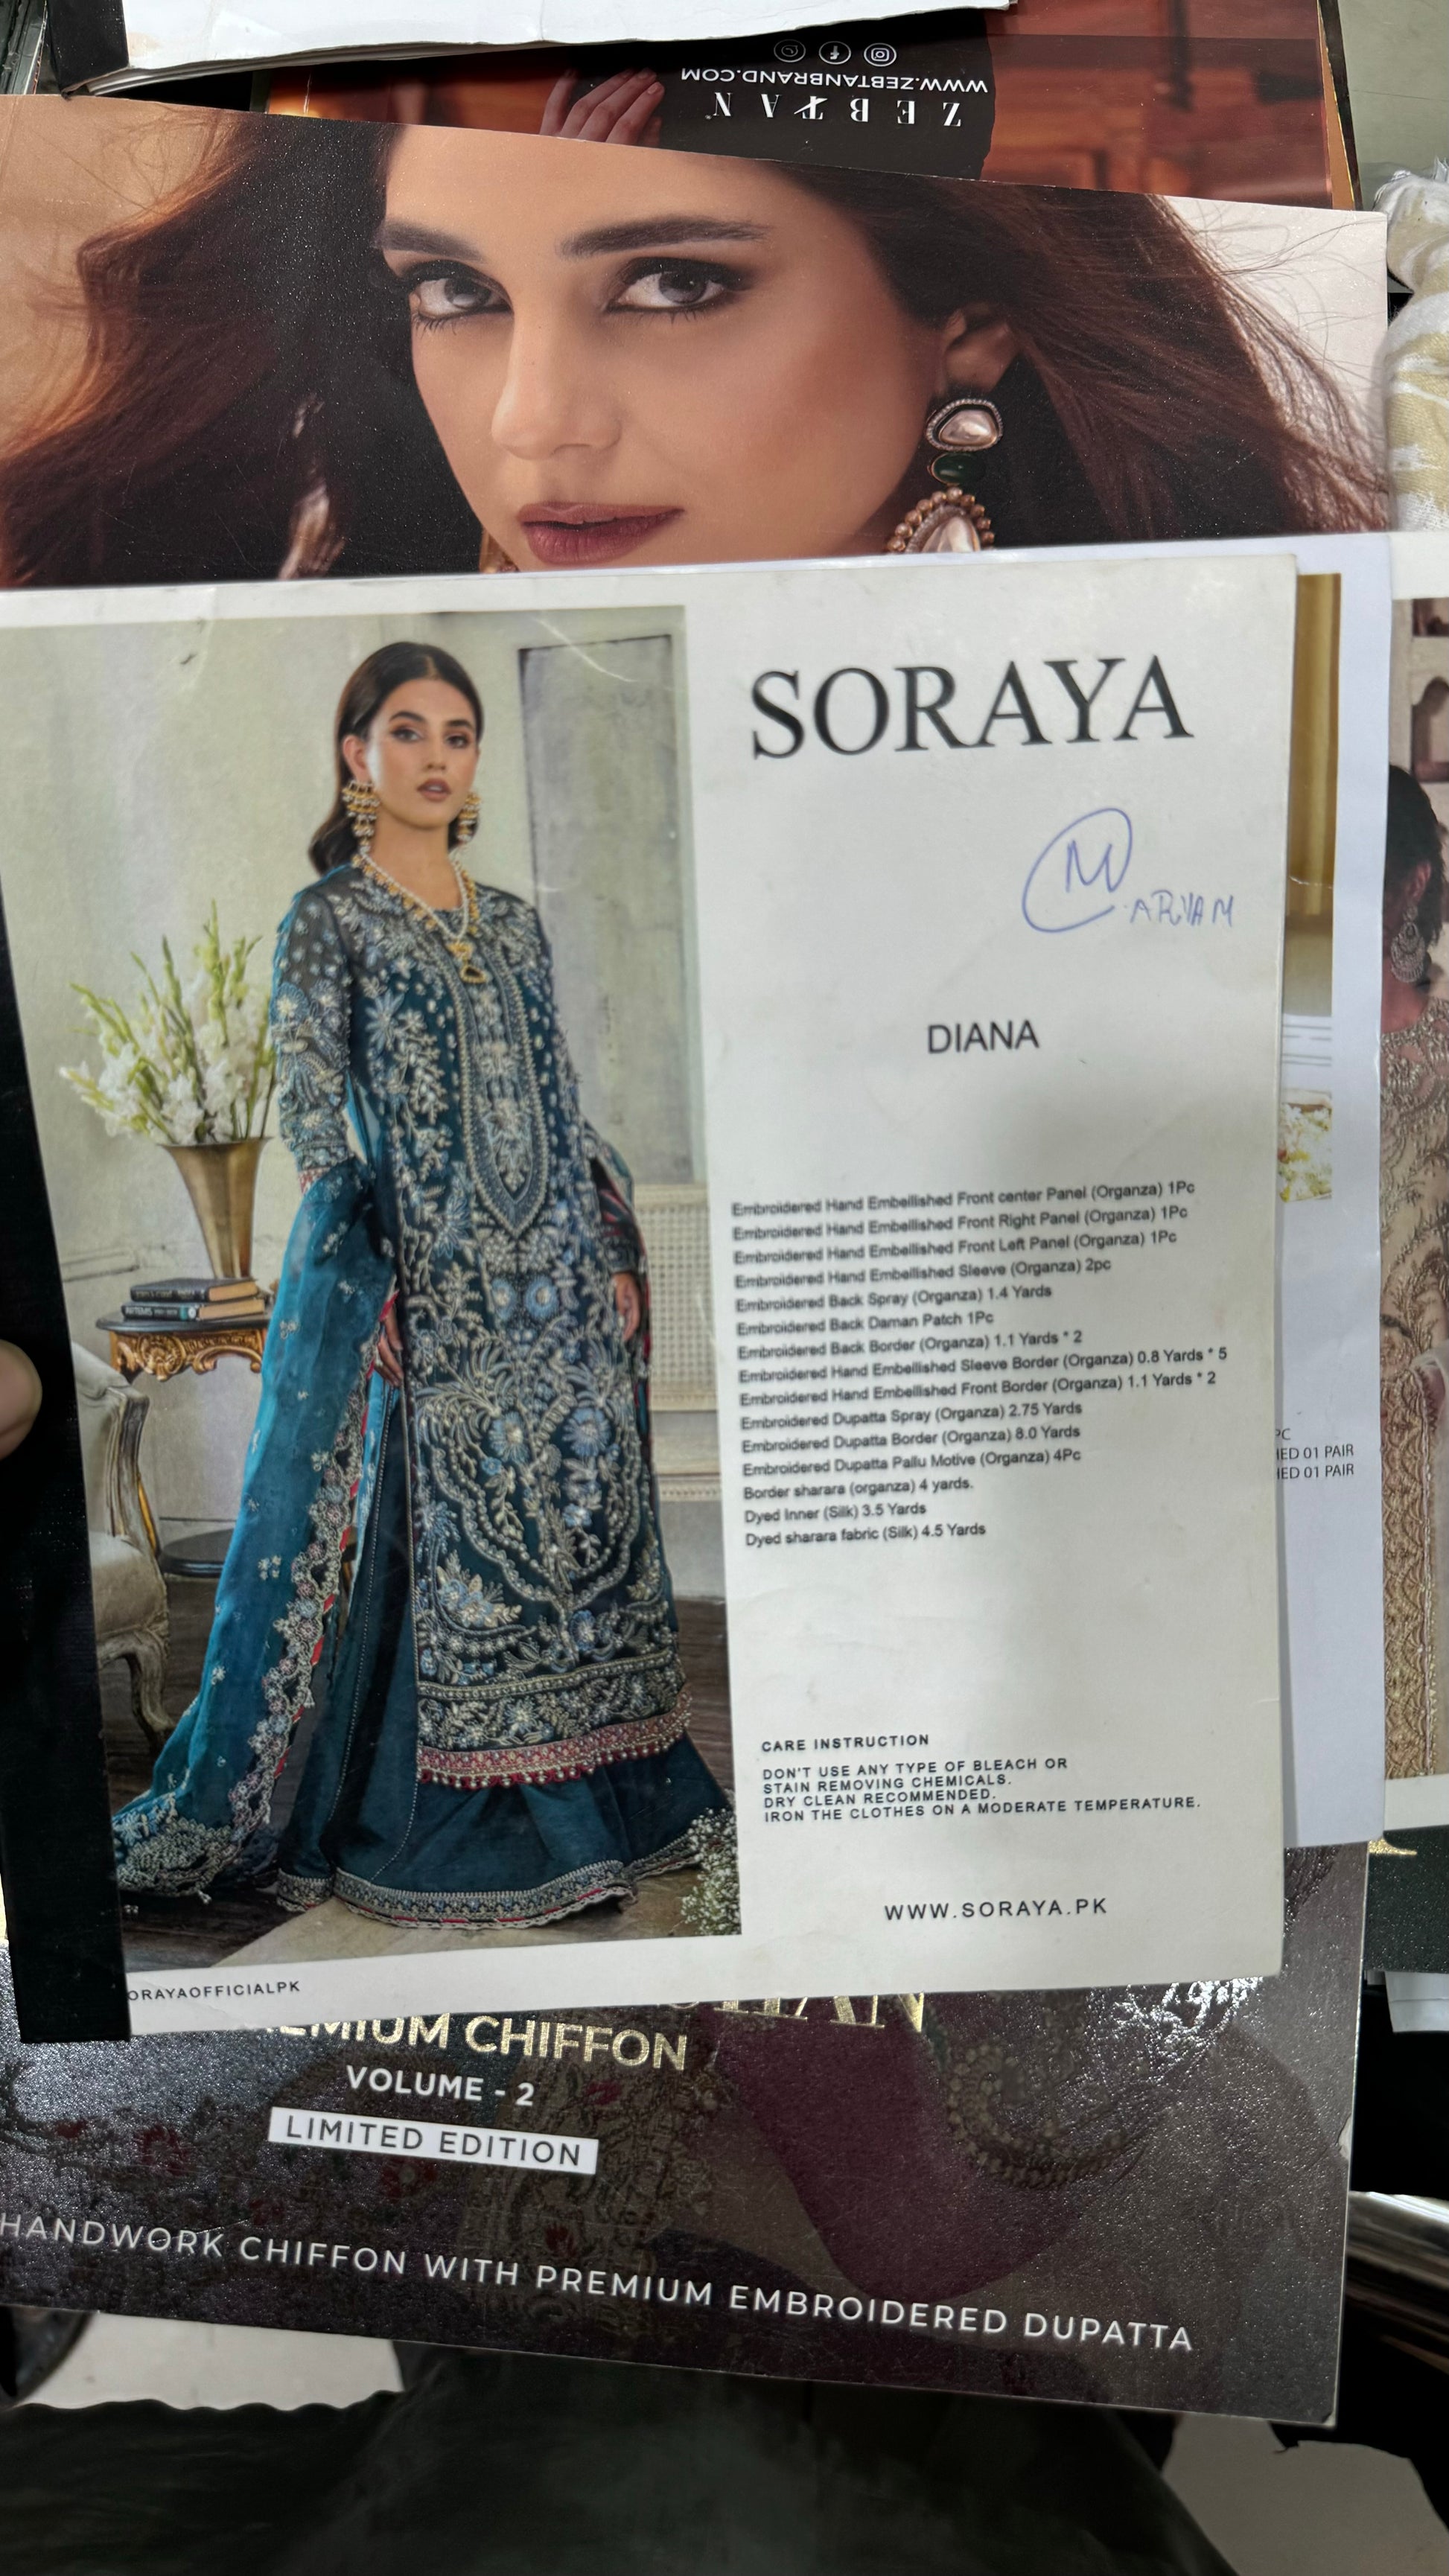 WWW.ZEBTANBRAND.COM
ZEBTAN
SORAYA
MARYAM
DIANA
Embroidered Hand Embellished Front center Panel (Organza) 1Pc
Embroidered Hand Embellished Front Right Panel (Organza) 1Pc
Embroidered Hand Embellished Front Left Panel (Organza) 1Pc
Embroidered Hand Embellished Sleeve (Organza) 2pc
Embroidered Back Spray (Organza) 1.4 Yards
Embroidered Back Daman Patch 1Pc
Embroidered Back Border (Organza) 1.1 Yards * 2
Embroidered Hand Embellished Sleeve Border (Organza) 0.8 Yards * 5
Embroidered Hand Embellished Front Border (Organza) 1.1 Yards * 2
Embroidered Dupatta Spray (Organza) 2.75 Yards
Embroidered Dupatta Border (Organza) 8.0 Yards
Embroidered Dupatta Pallu Motive (Organza) 4Pc
Border sharara (organza) 4 yards.
Dyed Inner (Silk) 3.5 Yards
Dyed sharara fabric (Silk) 4.5 Yards
PC
HED 01 PAIR
HED 01 PAIR
CARE INSTRUCTION
DON'T USE ANY TYPE OF BLEACH OR
STAIN REMOVING CHEMICALS.
DRY CLEAN RECOMMENDED.
IRON THE CLOTHES ON A MODERATE TEMPERATURE.
WWW.SORAYA.PK
ORAYAOFFICIALPK
EMIUM CHIFFON
VOLUME - 2
LIMITED EDITION
HANDWORK CHIFFON WITH PREMIUM EMBROIDERED DUPATTA